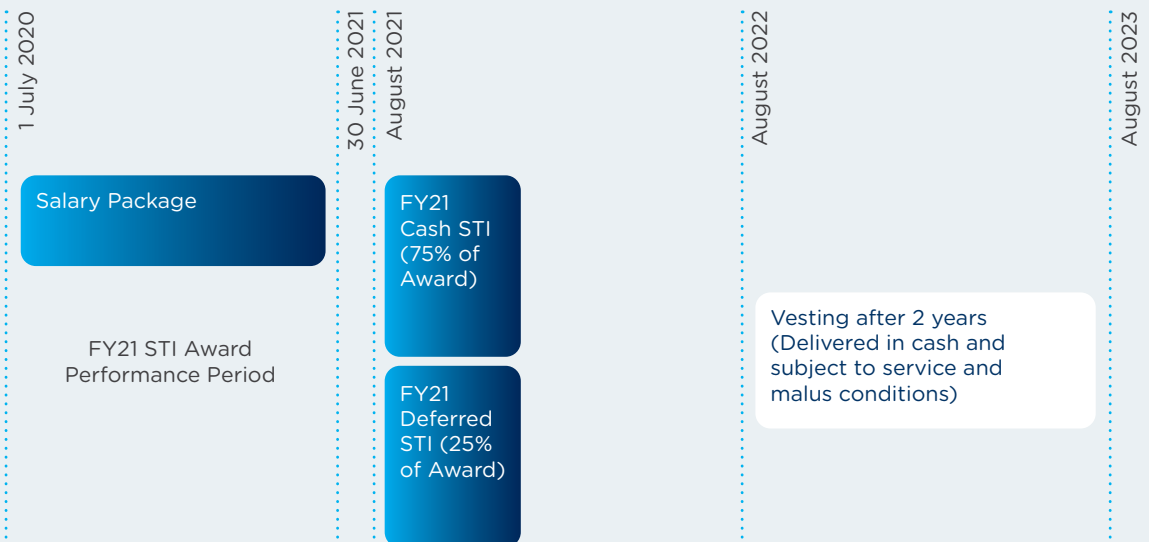 1 July 2020
30 June 2021
August 2021
August 2022
August 2023
Salary Package
FY21
Cash STI
(75% of
Award)
FY21 STI Award
Performance Period
Vesting after 2 years
(Delivered in cash and
subject to service and
malus conditions)
FY21
Deferred
STI (25%
of Award)